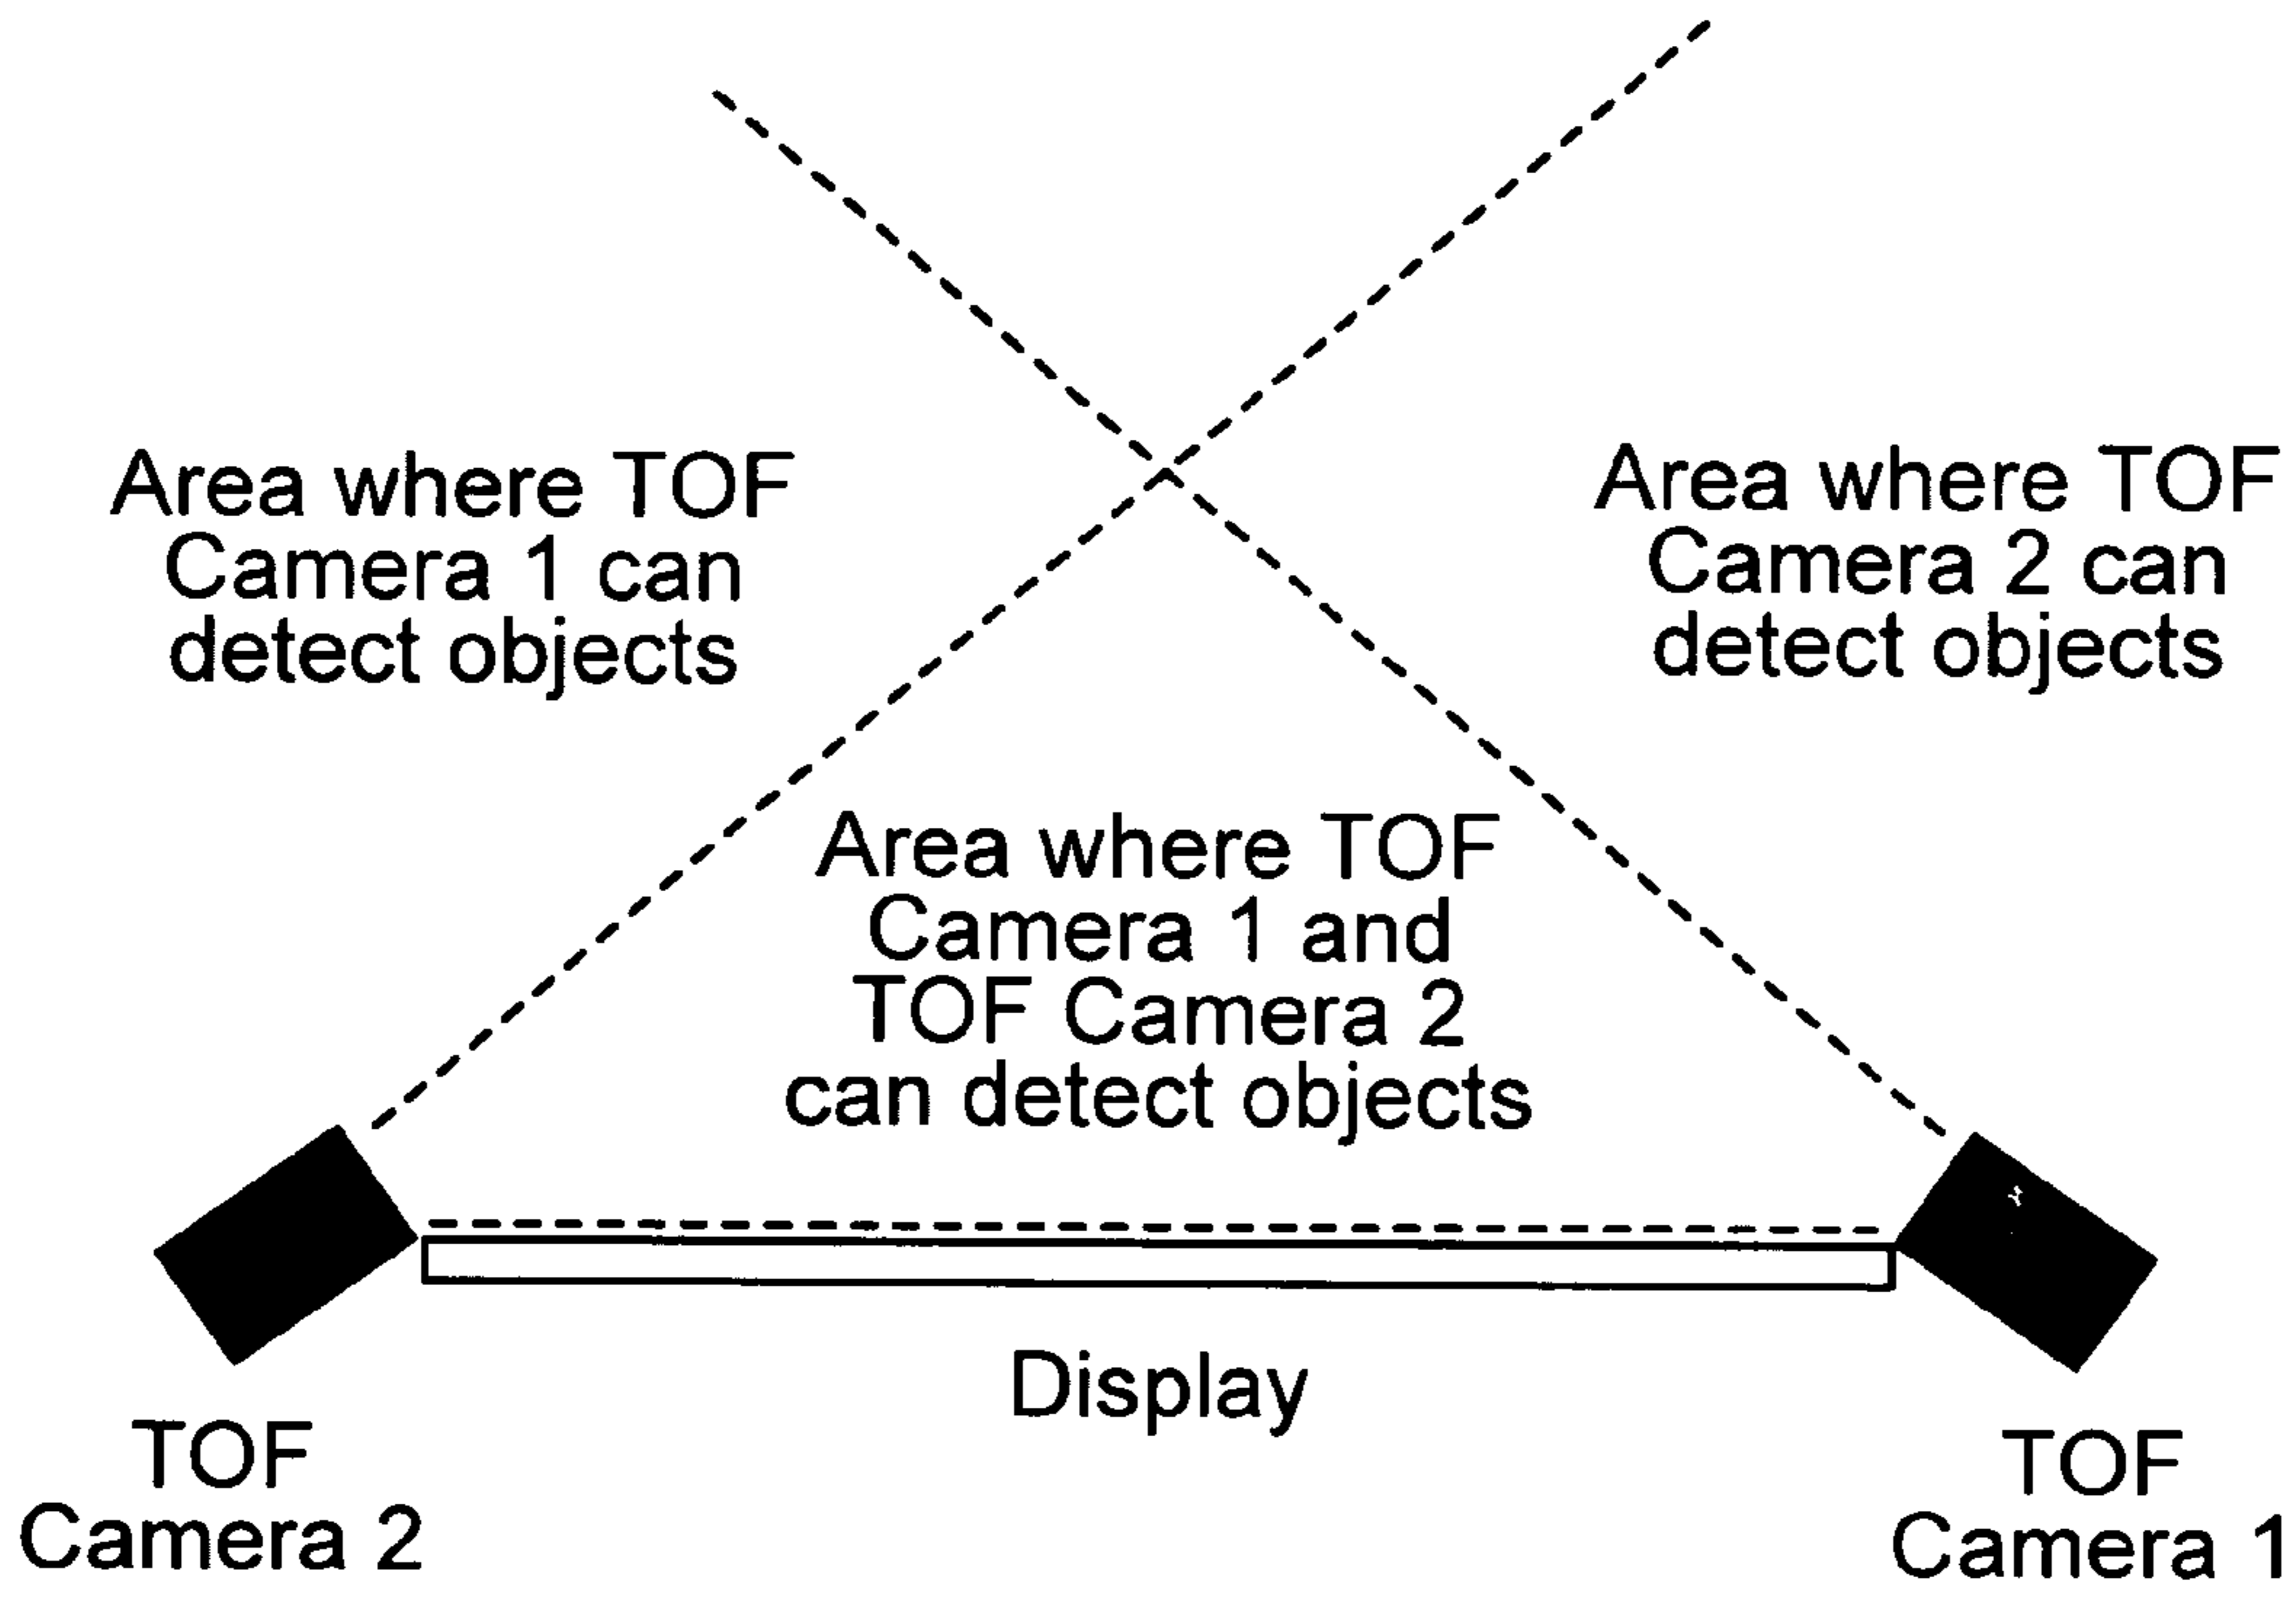 Area where TOF
Camera 1 can
detect objects
Area where TOF
Camera 2 can
detect objects
Area where TOF
Camera 1 and
TOF Camera 2
can detect objects
Display
TOF
Camera 2
TOF
Camera 1